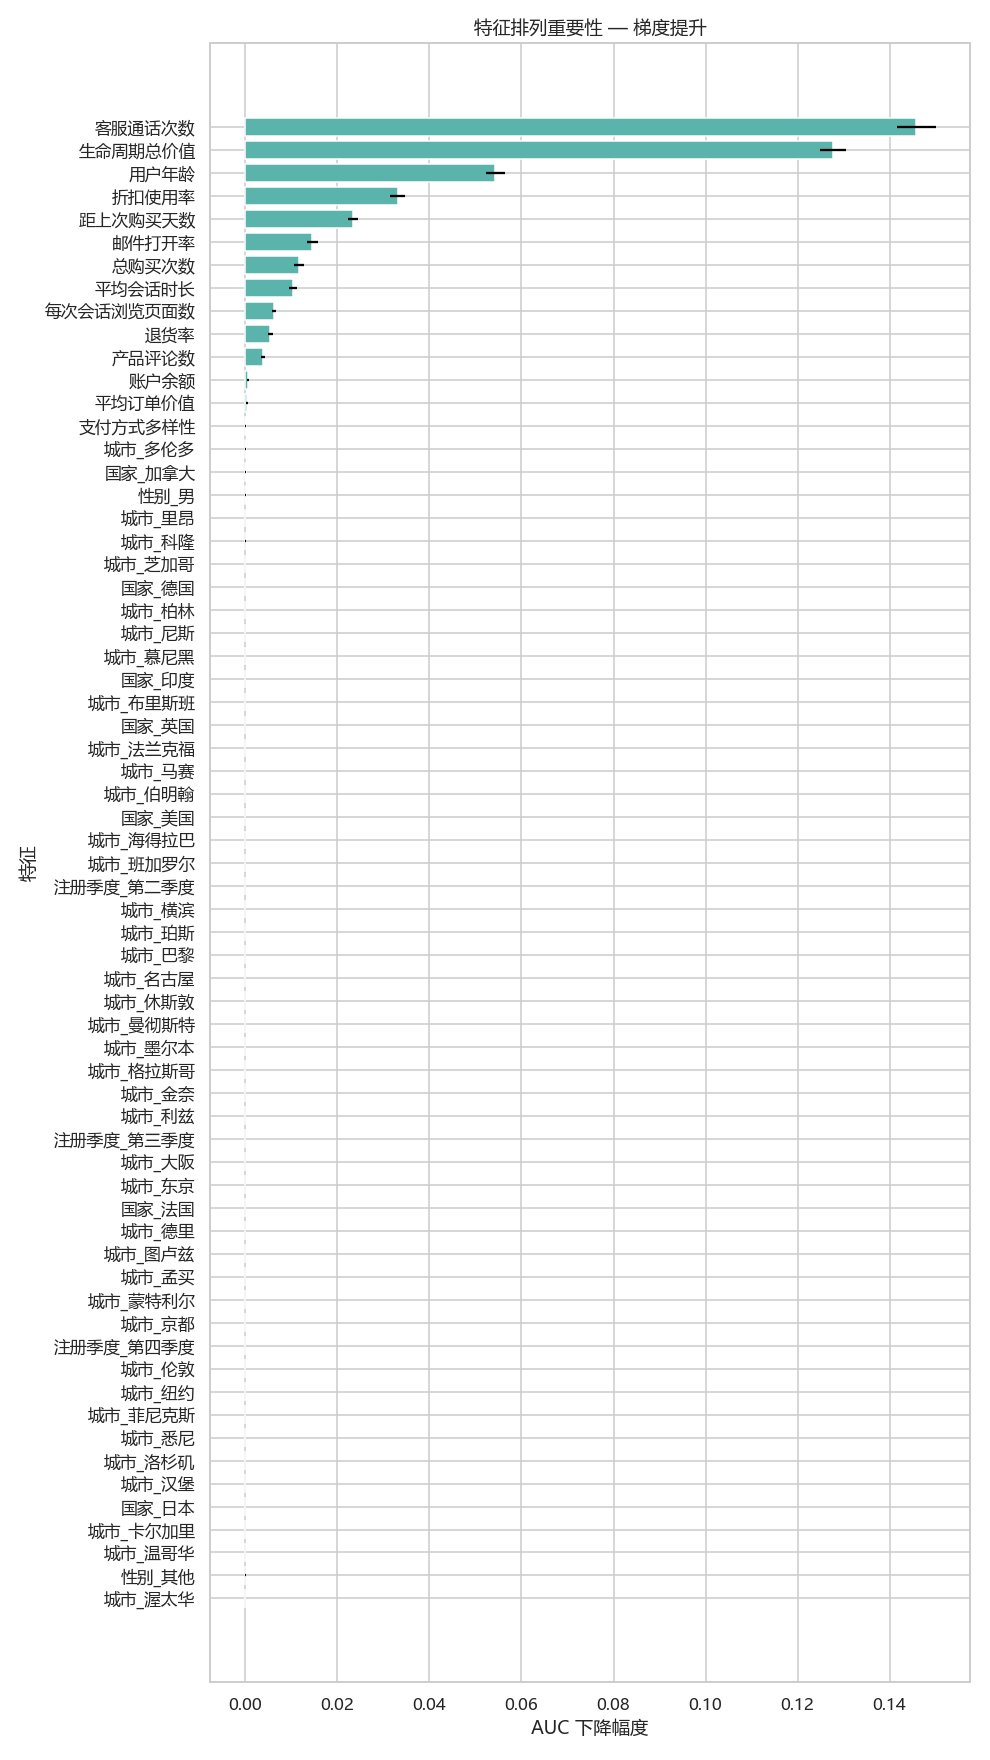 特征排列重要性 — 梯度提升
客服通话次数
生命周期总价值
用户年龄
折扣使用率
距上次购买天数
邮件打开率
总购买次数
平均会话时长
每次会话浏览页面数
退货率
产品评论数
账户余额
平均订单价值
支付方式多样性
城市_多伦多
国家_加拿大
性别_男
城市_里昂
城市_科隆
城市_芝加哥
国家_德国
城市_柏林
城市_尼斯
城市_慕尼黑
国家_印度
城市_布里斯班
国家_英国
城市_法兰克福
城市_马赛
城市_伯明翰
国家_美国
城市_海得拉巴
城市_班加罗尔
注册季度_第二季度
城市_横滨
城市_珀斯
城市_巴黎
城市_名古屋
城市_休斯敦
城市_曼彻斯特
城市_墨尔本
城市_格拉斯哥
城市_金奈
城市_利兹
注册季度_第三季度
城市_大阪
城市_东京
国家_法国
城市_德里
城市_图卢兹
城市_孟买
城市_蒙特利尔
城市_京都
注册季度_第四季度
城市_伦敦
城市_纽约
城市_菲尼克斯
城市_悉尼
城市_洛杉矶
城市_汉堡
国家_日本
城市_卡尔加里
城市_温哥华
性别_其他
城市_渥太华
特征
0.00 0.02 0.04 0.06 0.08 0.10 0.12 0.14
AUC 下降幅度